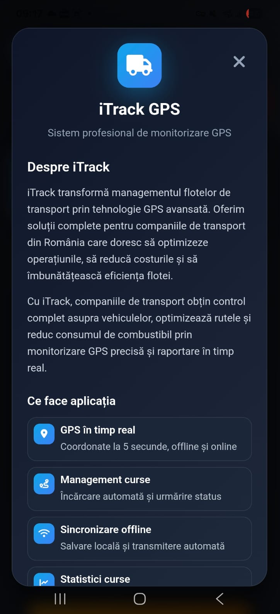 iTrack GPS
Sistem profesional de monitorizare GPS
Despre iTrack
iTrack transformă managementul flotelor de
transport prin tehnologie GPS avansată. Oferim
soluții complete pentru companiile de transport
din România care doresc să optimizeze
operațiunile, să reducă costurile și să
îmbunătățească eficiența flotei.
Cu iTrack, companiile de transport obțin control
complet asupra vehiculelor, optimizează rutele și
reduc consumul de combustibil prin
monitorizare GPS precisă și raportare în timp
real.
Ce face aplicația
GPS în timp real
Coordonate la 5 secunde, offline și online
Management curse
Încărcare automată și urmărire status
Sincronizare offline
Salvare locală și transmitere automată
Statistici curse